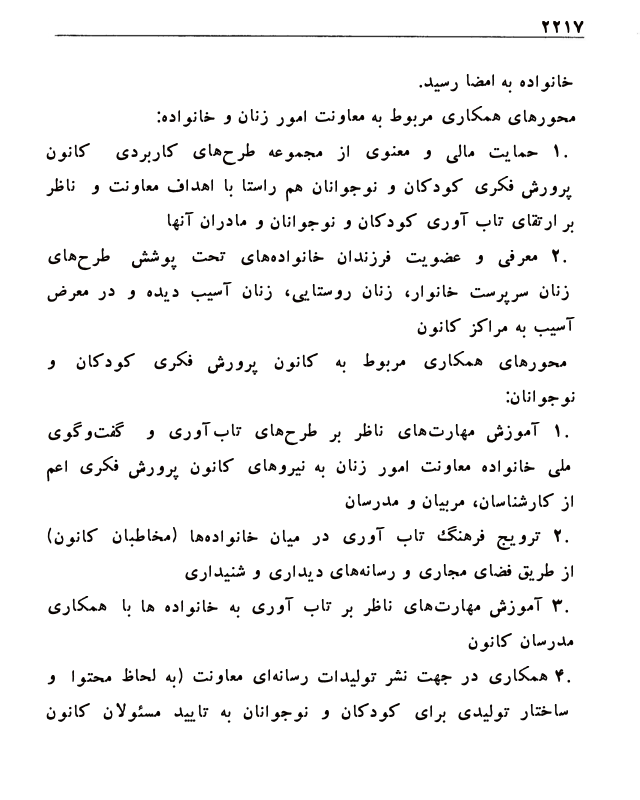 ۲۲۱۷
خانواده به امضا رسید.
محورهای همکاری مربوط به معاونت امور زنان و خانواده:
۱. حمایت مالی و معنوی از مجموعه طرح‌های کاربردی کانون
پرورش فکری کودکان و نوجوانان هم راستا با اهداف معاونت و ناظر
بر ارتقای تاب آوری کودکان و نوجوانان و مادران آنها
۲. معرفی و عضویت فرزندان خانواده‌های تحت پوشش طرح‌های
زنان سرپرست خانوار، زنان روستایی، زنان آسیب دیده و در معرض
آسیب به مراکز کانون
محورهای همکاری مربوط به کانون پرورش فکری کودکان و
نوجوانان:
۱. آموزش مهارت‌های ناظر بر طرح‌های تاب‌آوری و گفت‌وگوی
ملی خانواده معاونت امور زنان به نیروهای کانون پرورش فکری اعم
از کارشناسان، مربیان و مدرسان
۲. ترویج فرهنگ تاب آوری در میان خانواده‌ها (مخاطبان کانون)
از طریق فضای مجازی و رسانه‌های دیداری و شنیداری
۳. آموزش مهارت‌های ناظر بر تاب آوری به خانواده ها با همکاری
مدرسان کانون
۴. همکاری در جهت نشر تولیدات رسانه‌ای معاونت (به لحاظ محتوا و
ساختار تولیدی برای کودکان و نوجوانان به تایید مسئولان کانون